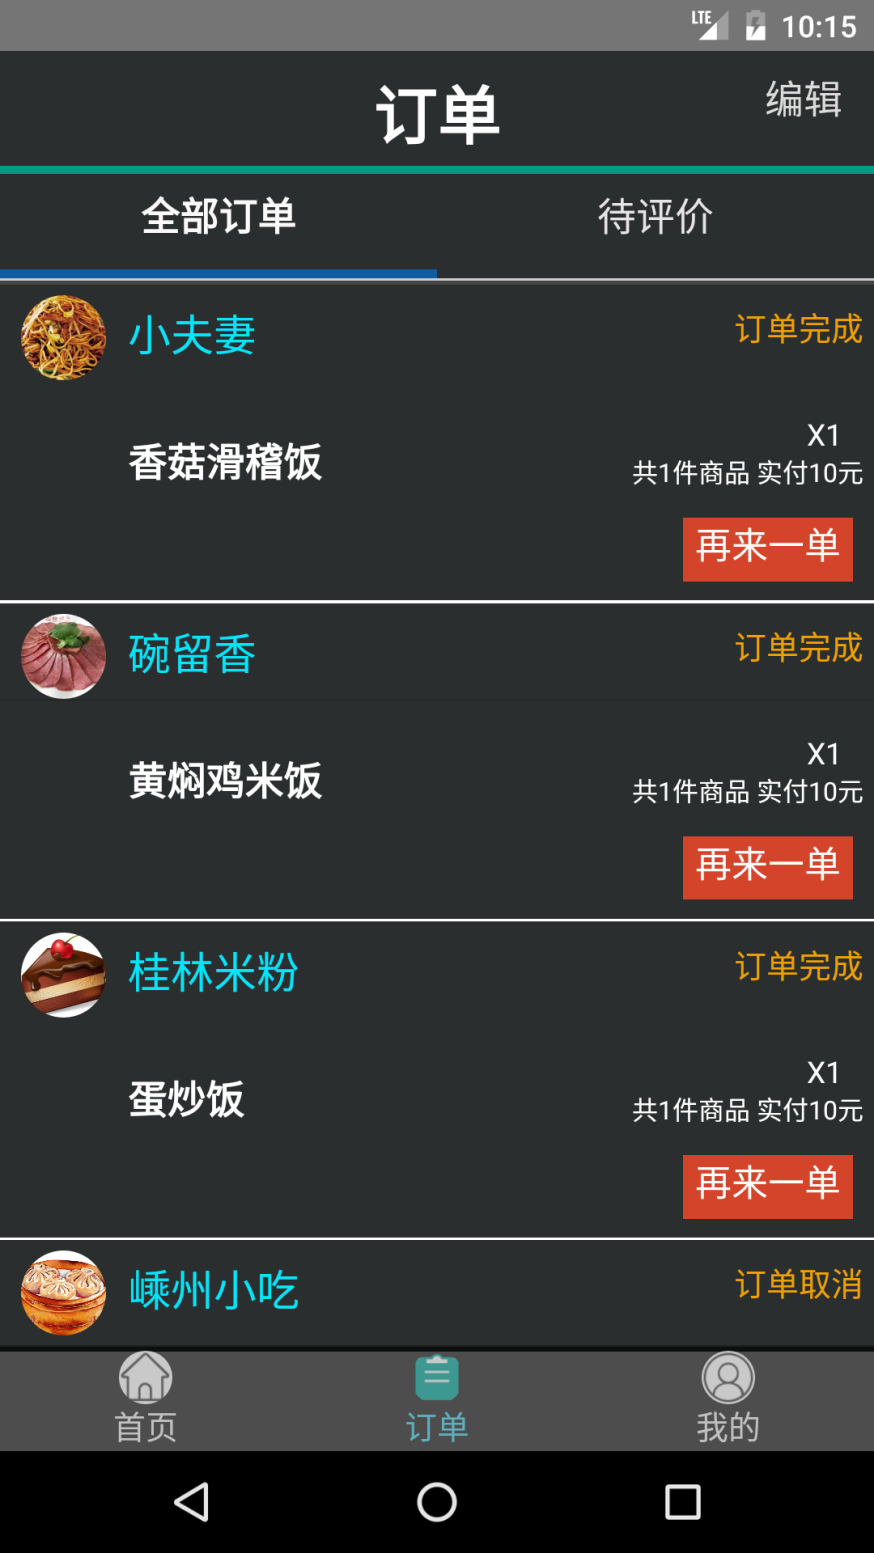 LTE 10:15
订单 编辑
全部订单 待评价
小夫妻 订单完成
X1
香菇滑稽饭
共1件商品 实付10元
再来一单
碗留香 订单完成
X1
黄焖鸡米饭
共1件商品 实付10元
再来一单
桂林米粉 订单完成
X1
蛋炒饭
共1件商品 实付10元
再来一单
嵊州小吃 订单取消
首页 订单 我的